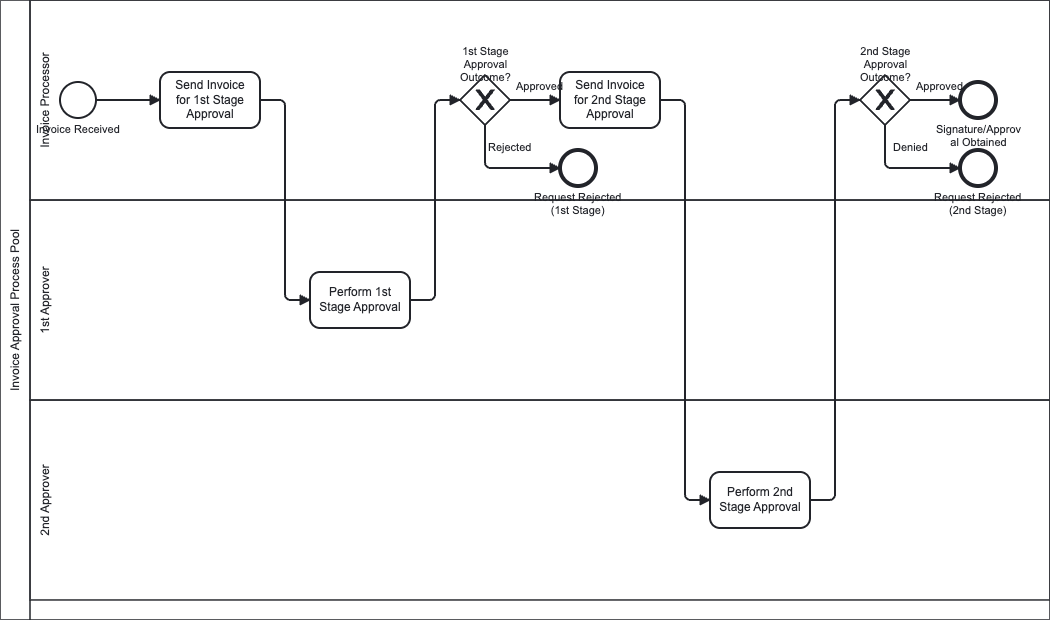 Invoice Approval Process Pool
Invoice Processor
Invoice Received
Send Invoice
for 1st Stage
Approval
1st Stage
Approval
Outcome?
Approved
Rejected
Send Invoice
for 2nd Stage
Approval
Request Rejected
(1st Stage)
2nd Stage
Approval
Outcome?
Approved
Denied
Signature/Approv
al Obtained
Request Rejected
(2nd Stage)
1st Approver
Perform 1st
Stage Approval
2nd Approver
Perform 2nd
Stage Approval